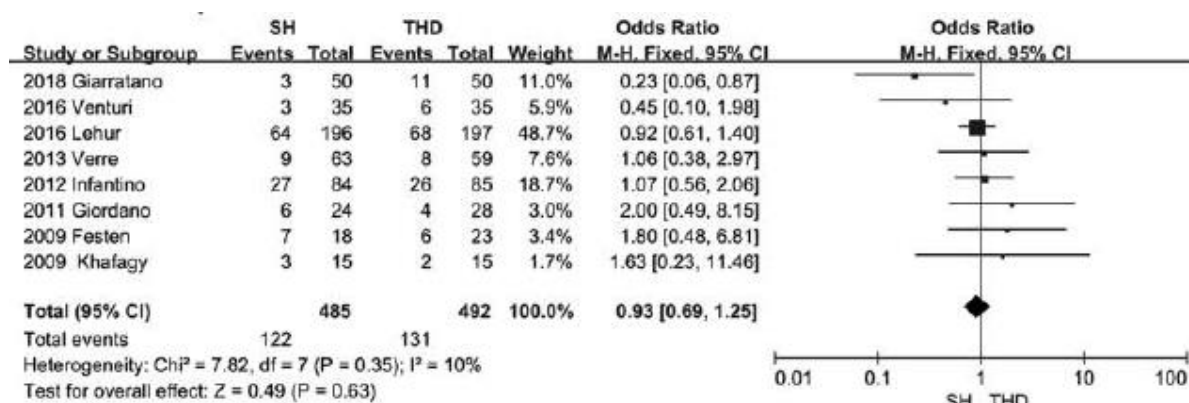 SH THD Odds Ratio Odds Ratio
Study or Subgroup Events Total Events Total Weight M-H. Fixed, 95% CI M-H. Fixed. 95% CI
2018 Giarratano 3 50 11 50 11.0% 0.23 [0.06, 0.87]
2016 Venturi 3 35 6 35 5.9% 0.45 [0.10, 1.98]
2016 Lehur 64 196 68 197 48.7% 0.92 [0.61, 1.40]
2013 Verre 9 63 8 59 7.6% 1.06 [0.38, 2.97]
2012 Infantino 27 84 26 85 18.7% 1.07 [0.56, 2.06]
2011 Giordano 6 24 4 28 3.0% 2.00 [0.49, 8.15]
2009 Festen 7 18 6 23 3.4% 1.80 [0.48, 6.81]
2009 Khafagy 3 15 2 15 1.7% 1.63 [0.23, 11.46]
Total (95% CI) 485 492 100.0% 0.93 [0.69, 1.25]
Total events 122 131
Heterogeneity: Chi² = 7.82, df = 7 (P = 0.35); I² = 10%
Test for overall effect: Z = 0.49 (P = 0.63)
0.01 0.1 1 10 100
SH THD